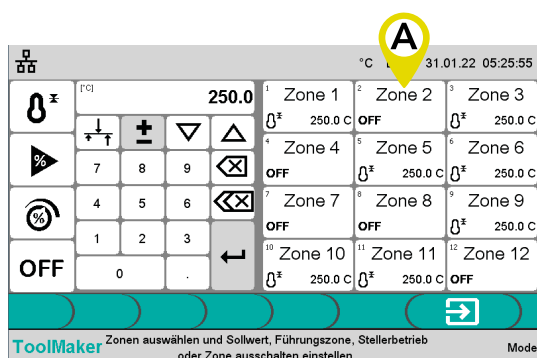 A
°C 31.01.22 05:25:55
[°C] 250.0
1 Zone 1 2 Zone 2 3 Zone 3
250.0 C OFF 250.0 C
4 Zone 4 5 Zone 5 6 Zone 6
OFF 250.0 C 250.0 C
7 Zone 7 8 Zone 8 9 Zone 9
OFF OFF 250.0 C
10 Zone 10 11 Zone 11 12 Zone 12
250.0 C 250.0 C OFF
%
(%)
OFF
±
7 8 9
4 5 6
1 2 3
0 .
ToolMaker Zonen auswählen und Sollwert, Führungszone, Stellerbetrieb
oder Zone ausschalten einstellen
Mode